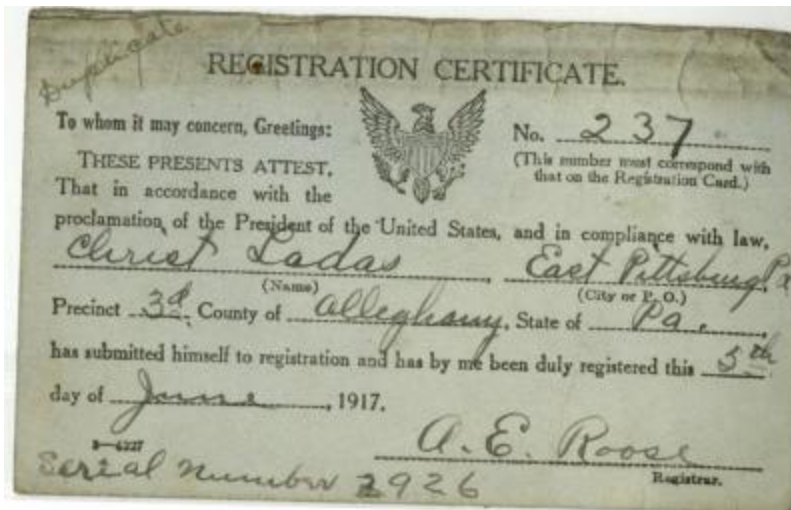 Duplicate
REGISTRATION CERTIFICATE.
To whom it may concern, Greetings:
No. 237
(This number must correspond with that on the Registration Card.)
THESE PRESENTS ATTEST,
That in accordance with the
proclamation of the President of the United States, and in compliance with law,
Christ Ladas, East Pittsburg, Pa
(Name) (City or P. O.)
Precinct 3d County of Alleghany, State of Pa.,
has submitted himself to registration and has by me been duly registered this 5th
day of June, 1917.
A. E. Roose
3—4227
Registrar.
Serial Number 2926